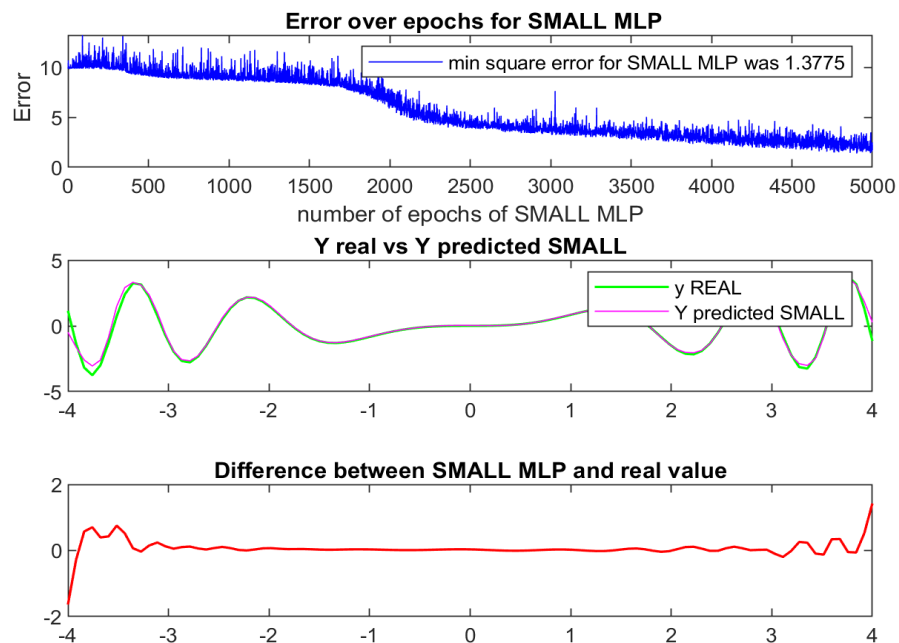 Error over epochs for SMALL MLP
Error
10
5
0
min square error for SMALL MLP was 1.3775
0 500 1000 1500 2000 2500 3000 3500 4000 4500 5000
number of epochs of SMALL MLP
Y real vs Y predicted SMALL
5
0
-5
y REAL
Y predicted SMALL
-4 -3 -2 -1 0 1 2 3 4
Difference between SMALL MLP and real value
2
0
-2
-4 -3 -2 -1 0 1 2 3 4